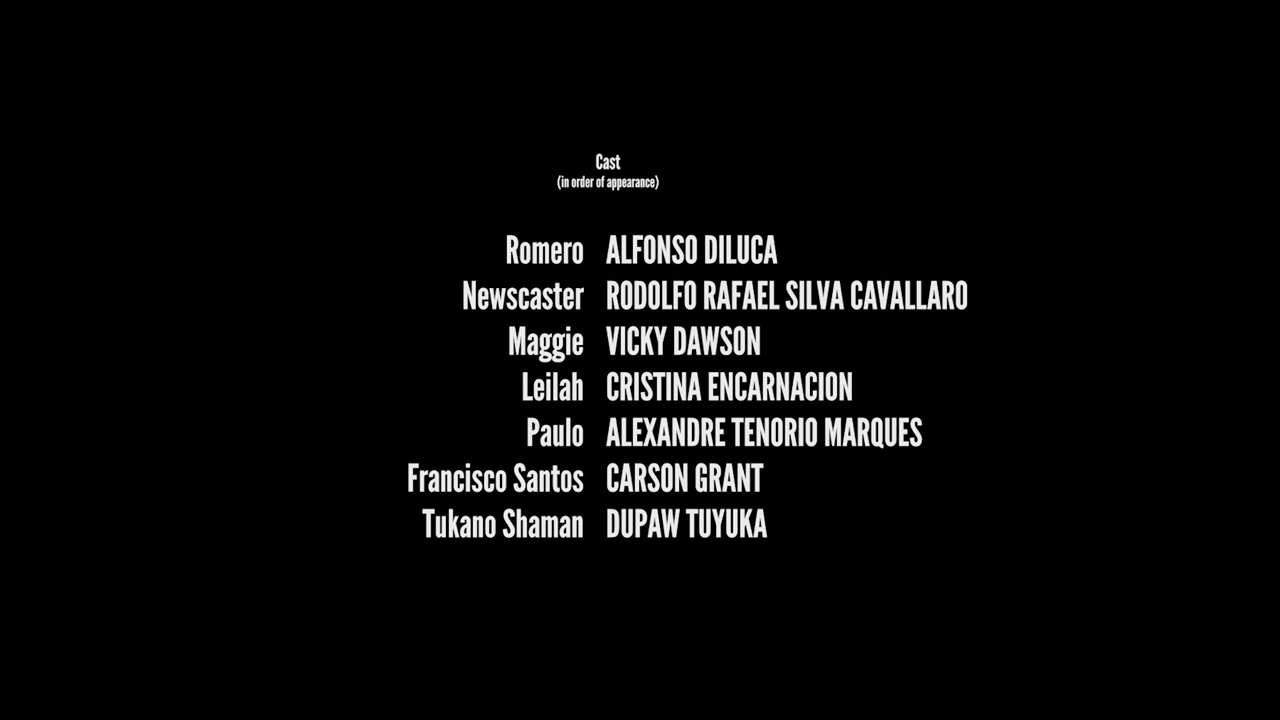 Cast
(in order of appearance)
Romero ALFONSO DILUCA
Newscaster RODOLFO RAFAEL SILVA CAVALLARO
Maggie VICKY DAWSON
Leilah CRISTINA ENCARNACION
Paulo ALEXANDRE TENORIO MARQUES
Francisco Santos CARSON GRANT
Tukano Shaman DUPAW TUYUKA